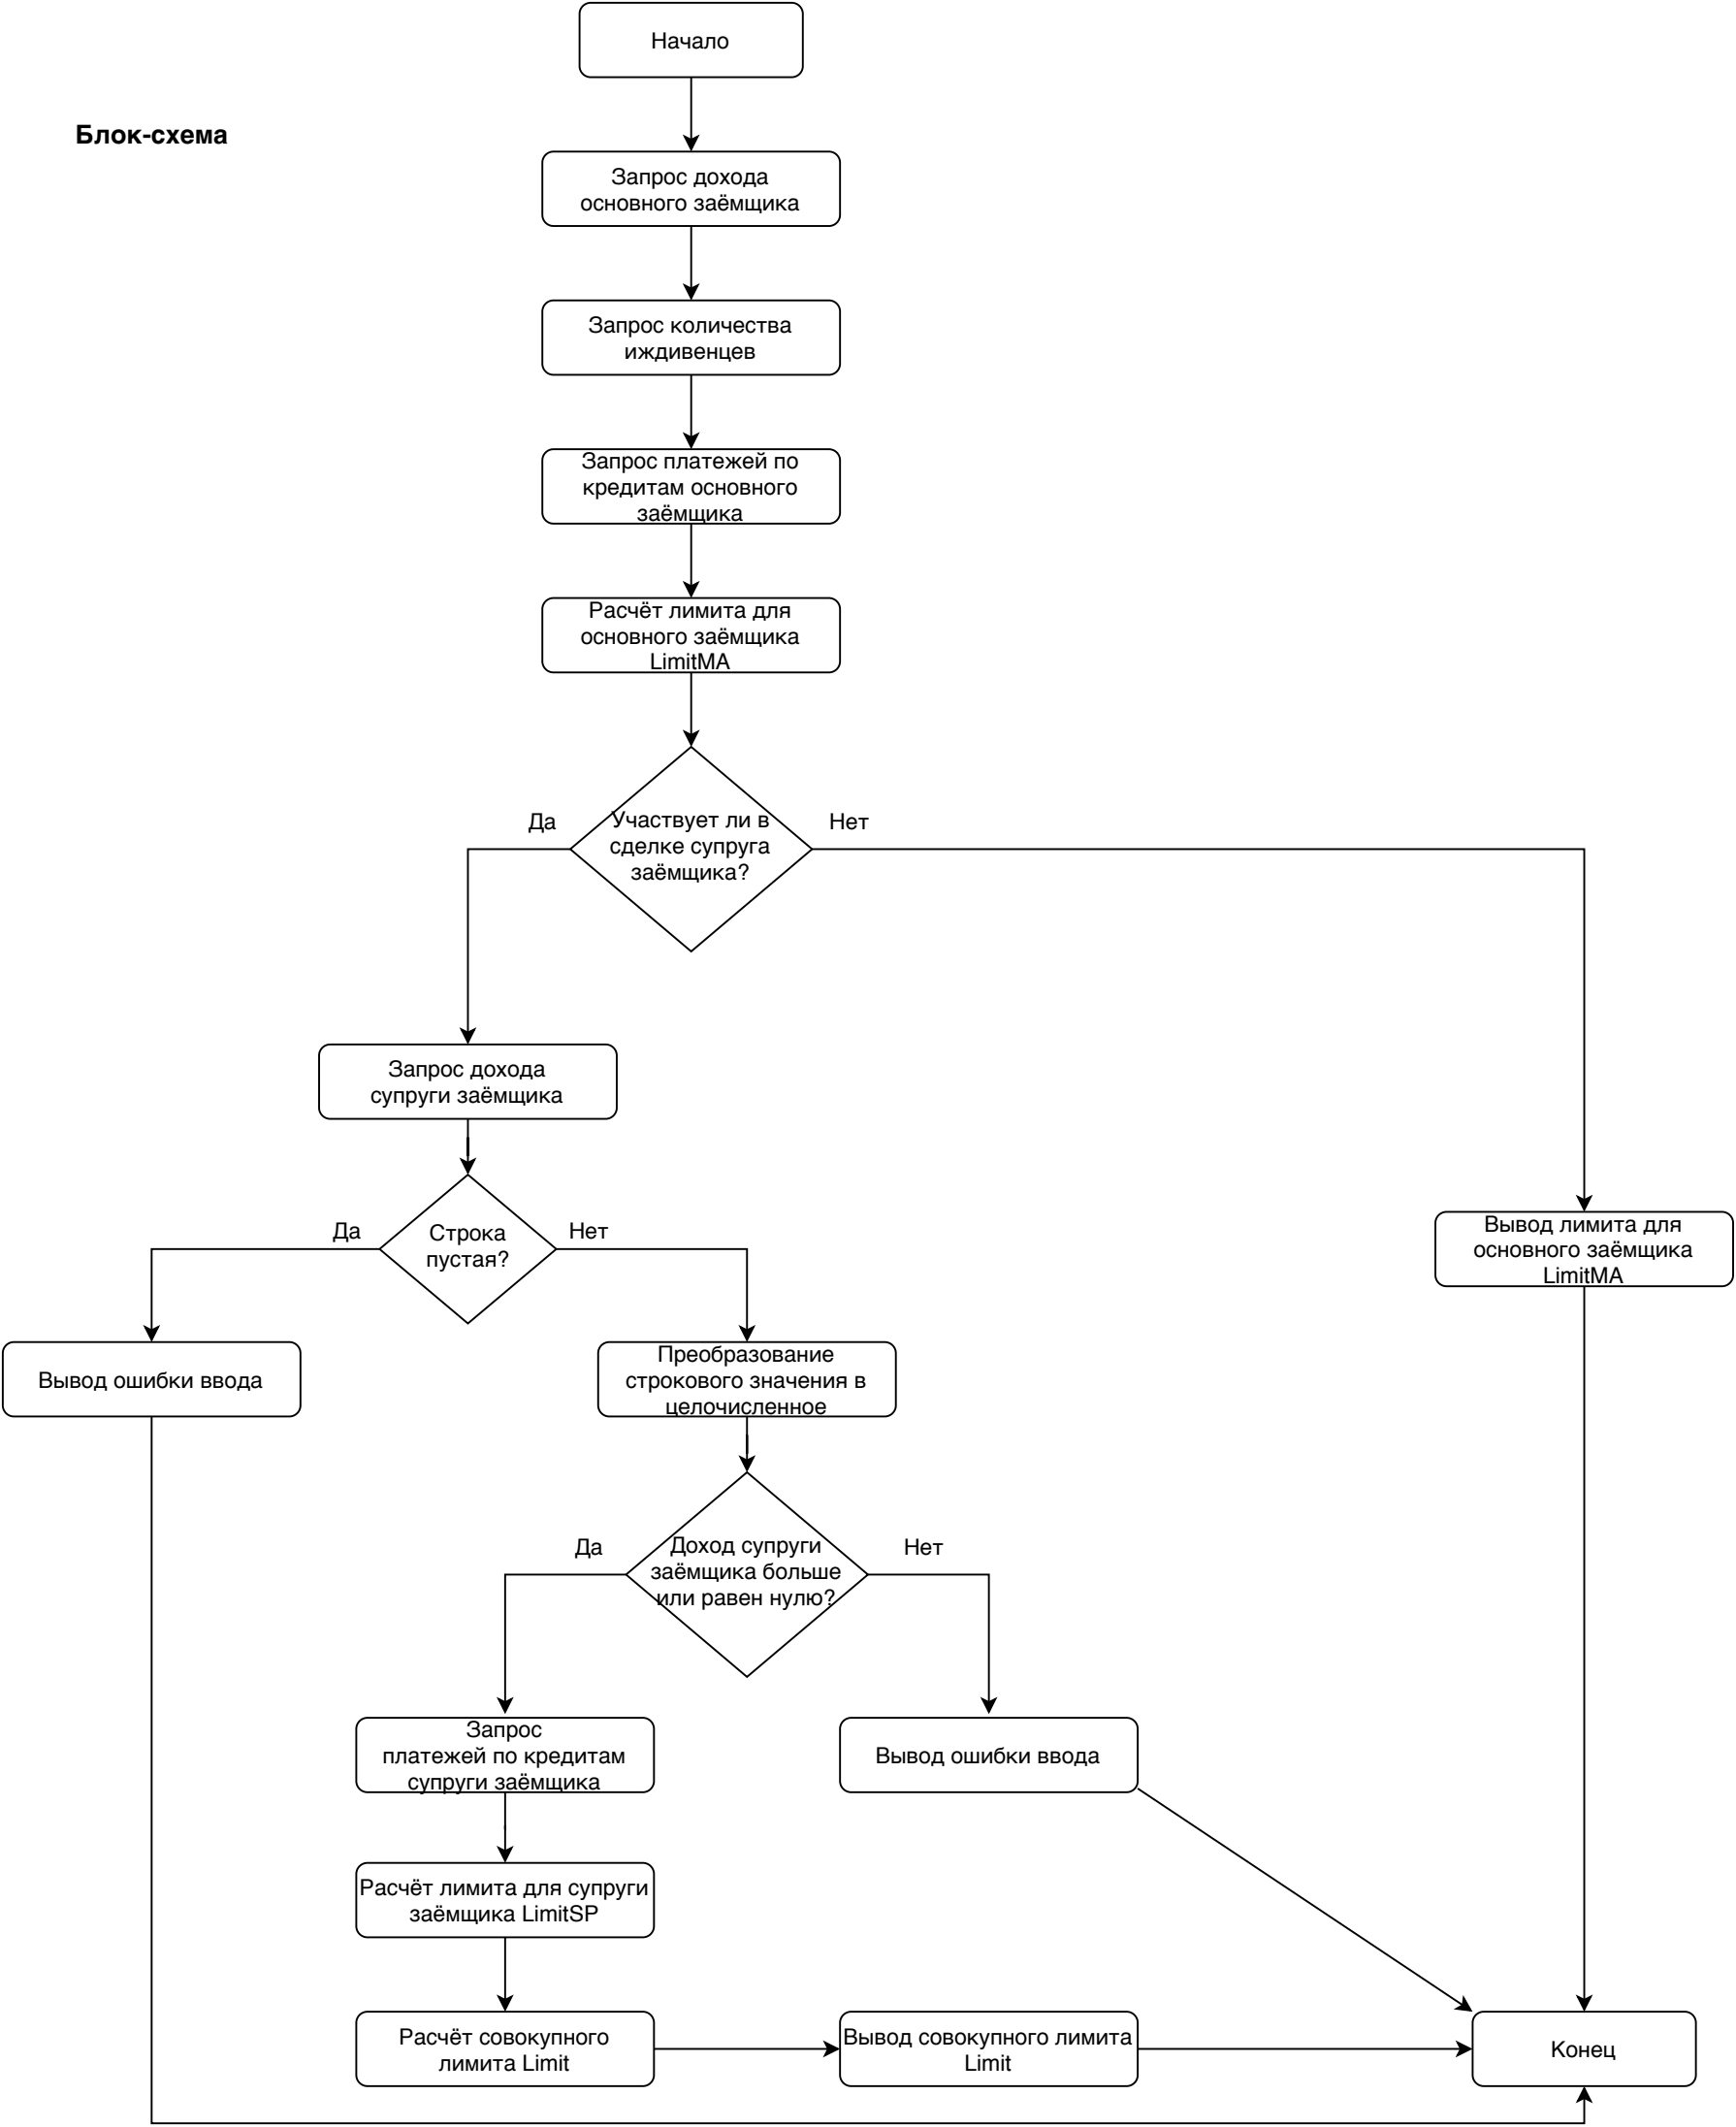 Начало
Блок-схема
Запрос дохода
основного заёмщика
Запрос количества
иждивенцев
Запрос платежей по
кредитам основного
заёмщика
Расчёт лимита для
основного заёмщика
LimitMA
Да
Участвует ли в
сделке супруга
заёмщика?
Нет
Запрос дохода
супруги заёмщика
Да
Строка
пустая?
Нет
Вывод лимита для
основного заёмщика
LimitMA
Вывод ошибки ввода
Преобразование
строкового значения в
целочисленное
Да
Доход супруги
заёмщика больше
или равен нулю?
Нет
Запрос
платежей по кредитам
супруги заёмщика
Вывод ошибки ввода
Расчёт лимита для супруги
заёмщика LimitSP
Расчёт совокупного
лимита Limit
Вывод совокупного лимита
Limit
Конец